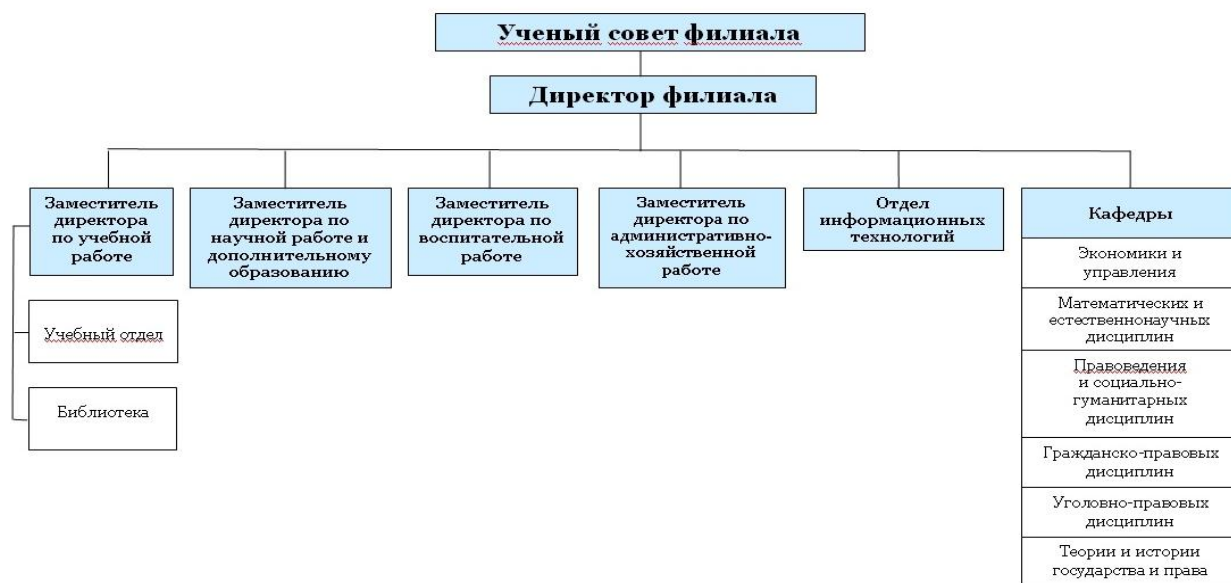 Ученый совет филиала
Директор филиала
Заместитель
директора
по учебной
работе
Заместитель
директора по
научной работе и
дополнительному
образованию
Заместитель
директора по
воспитательной
работе
Заместитель
директора по
административно-
хозяйственной
работе
Отдел
информационных
технологий
Кафедры
Учебный отдел
Библиотека
Экономики и
управления
Математических и
естественнонаучных
дисциплин
Правоведения
и социально-
гуманитарных
дисциплин
Гражданско-правовых
дисциплин
Уголовно-правовых
дисциплин
Теории и истории
государства и права